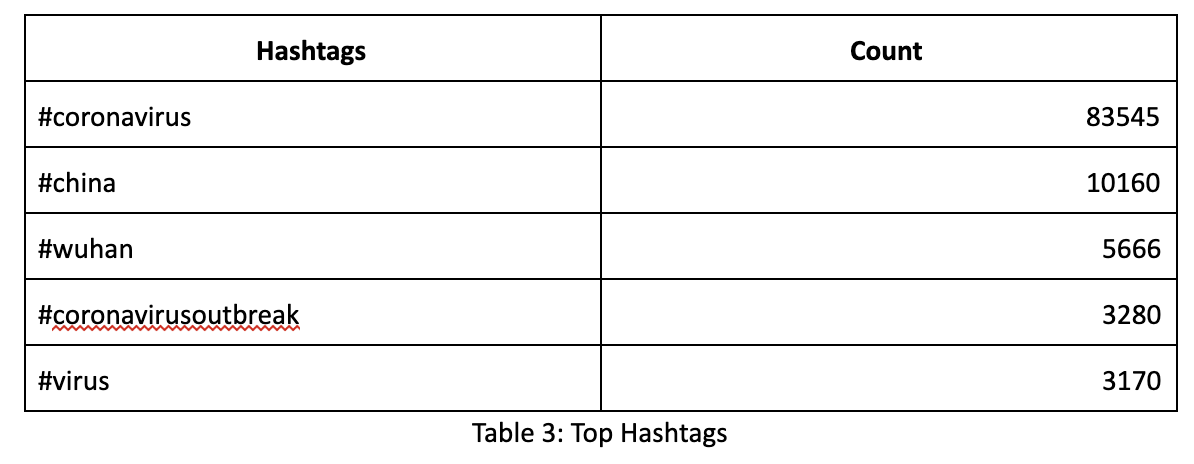 Hashtags Count
#coronavirus 83545
#china 10160
#wuhan 5666
#coronavirusoutbreak 3280
#virus 3170
Table 3: Top Hashtags